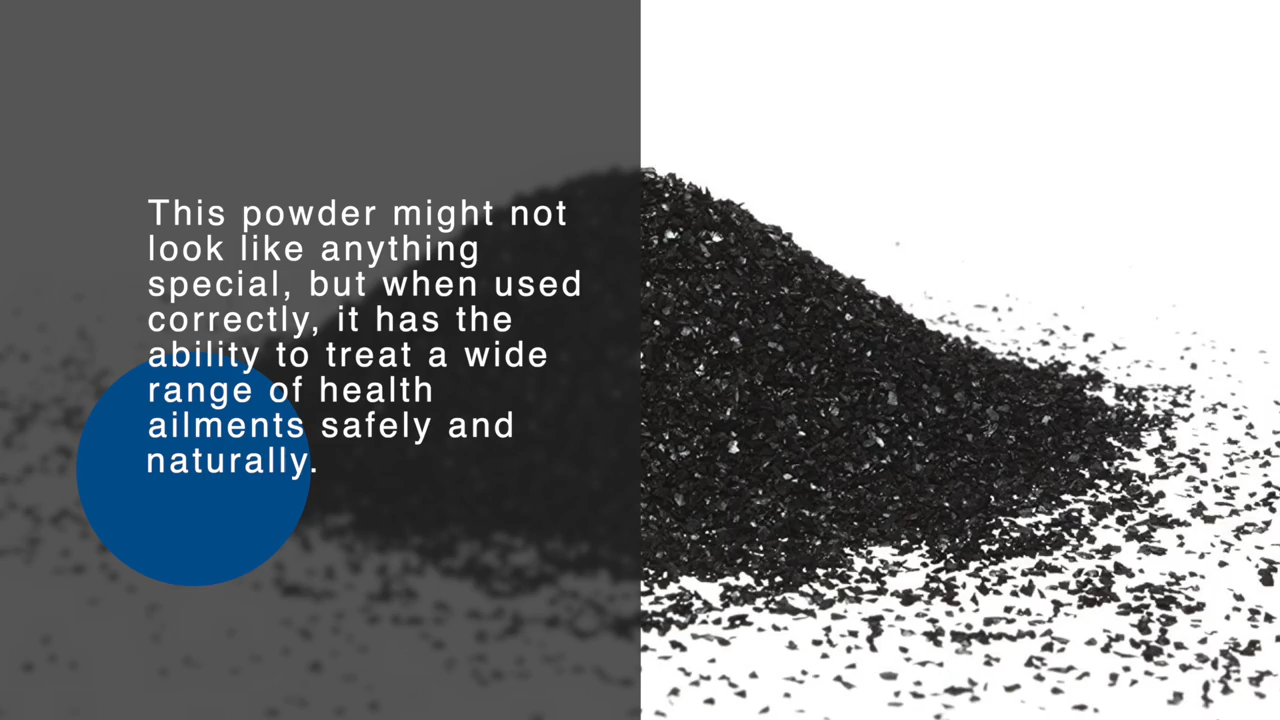 This powder might not
look like anything
special, but when used
correctly, it has the
ability to treat a wide
range of health
ailments safely and
naturally.